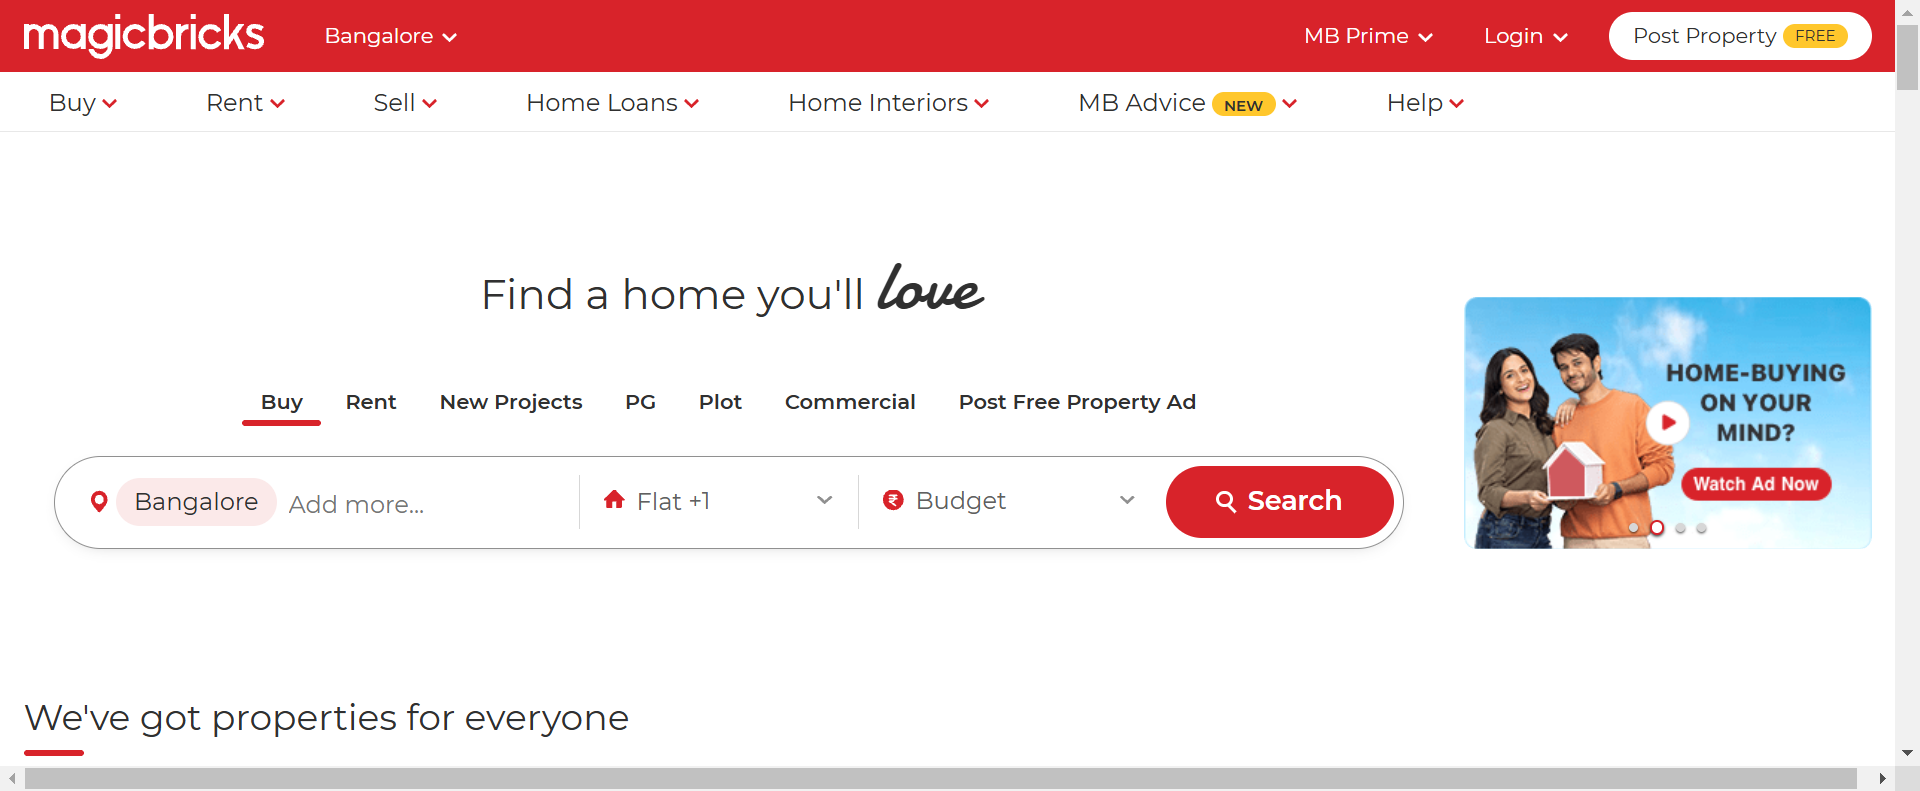 magicbricks
Bangalore
MB Prime
Login
Post Property FREE
Buy
Rent
Sell
Home Loans
Home Interiors
MB Advice NEW
Help
Find a home you'll love
Buy
Rent
New Projects
PG
Plot
Commercial
Post Free Property Ad
Bangalore
Add more...
Flat +1
Budget
Search
HOME-BUYING
ON YOUR
MIND?
Watch Ad Now
We've got properties for everyone